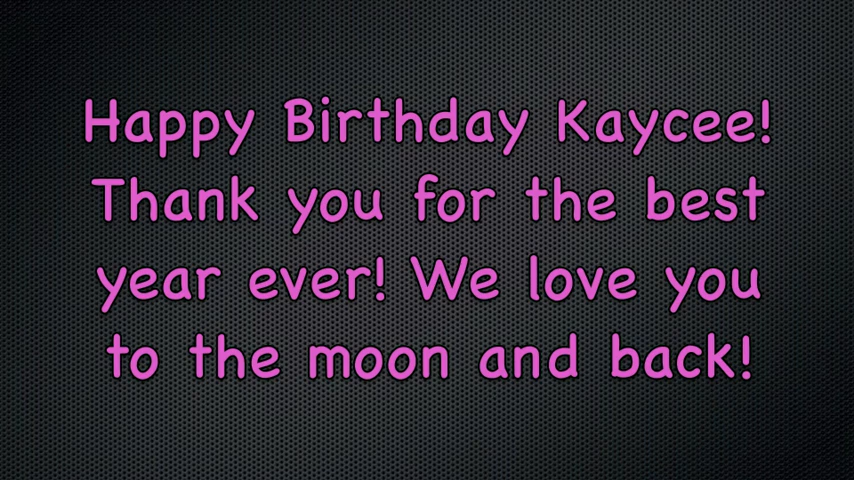 Happy Birthday Kaycee!
Thank you for the best
year ever! We love you
to the moon and back!